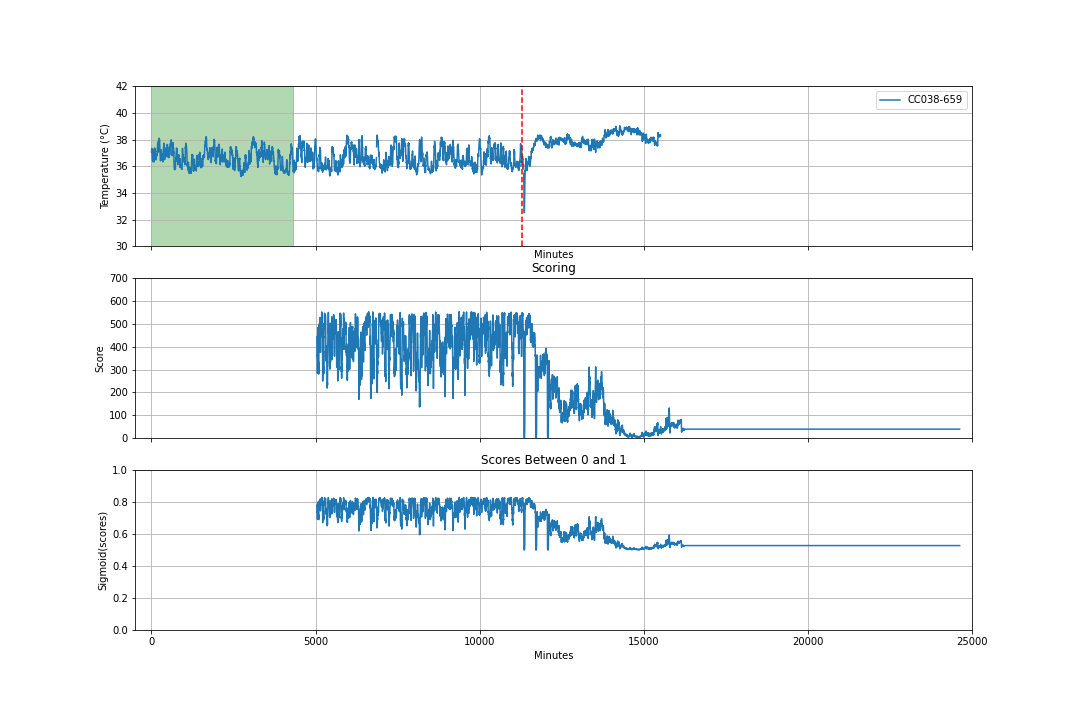 42
40
38
36
34
32
30
Temperature (°C)
CC038-659
Minutes
Scoring
700
600
500
400
300
200
100
0
Score
Scores Between 0 and 1
1.0
0.8
0.6
0.4
0.2
0.0
Sigmoid(scores)
0 5000 10000 15000 20000 25000
Minutes